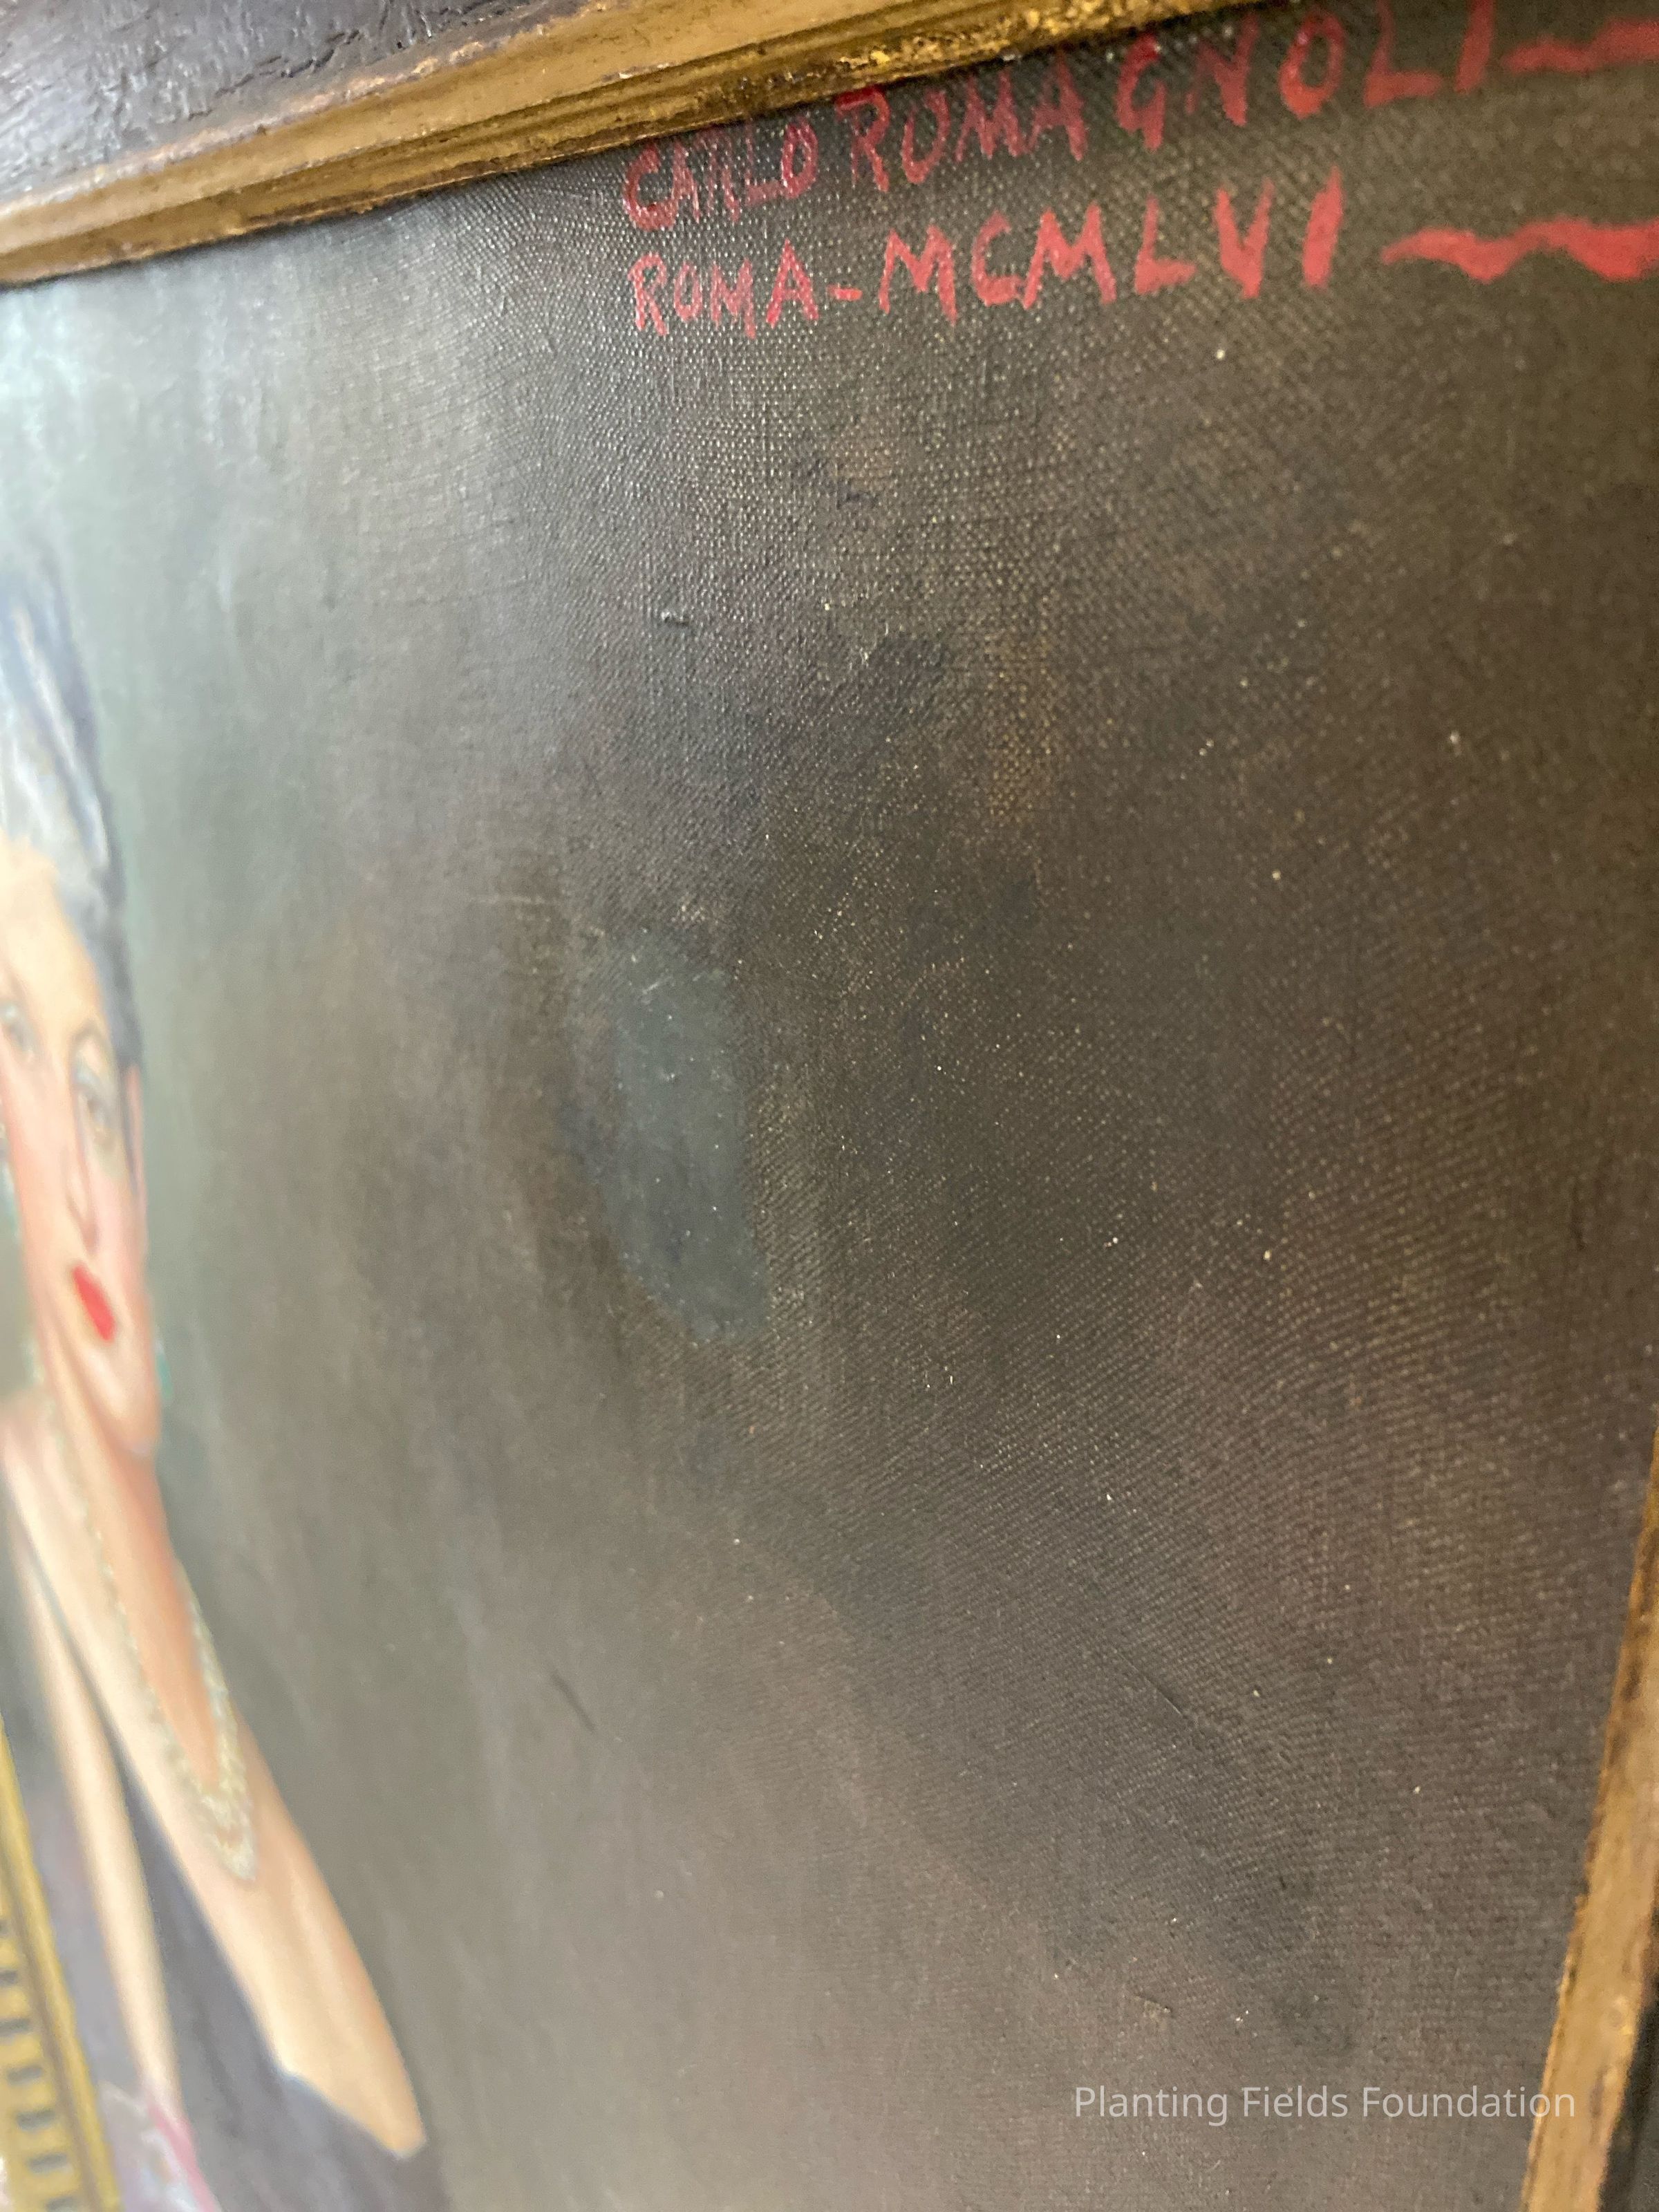 CARLO ROMAGNOLI
ROMA-MCMLVI
Planting Fields Foundation